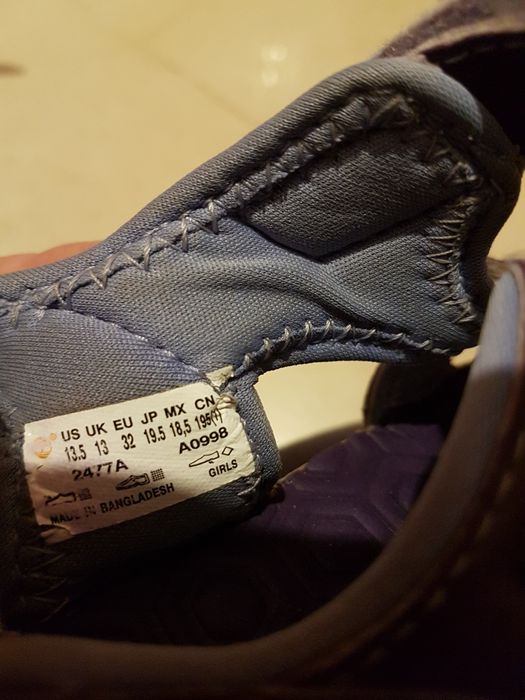 US UK EU JP MX CN
13.5 13 32 19.5 18.5 195(1)
2477A A0998
GIRLS
MADE IN BANGLADESH